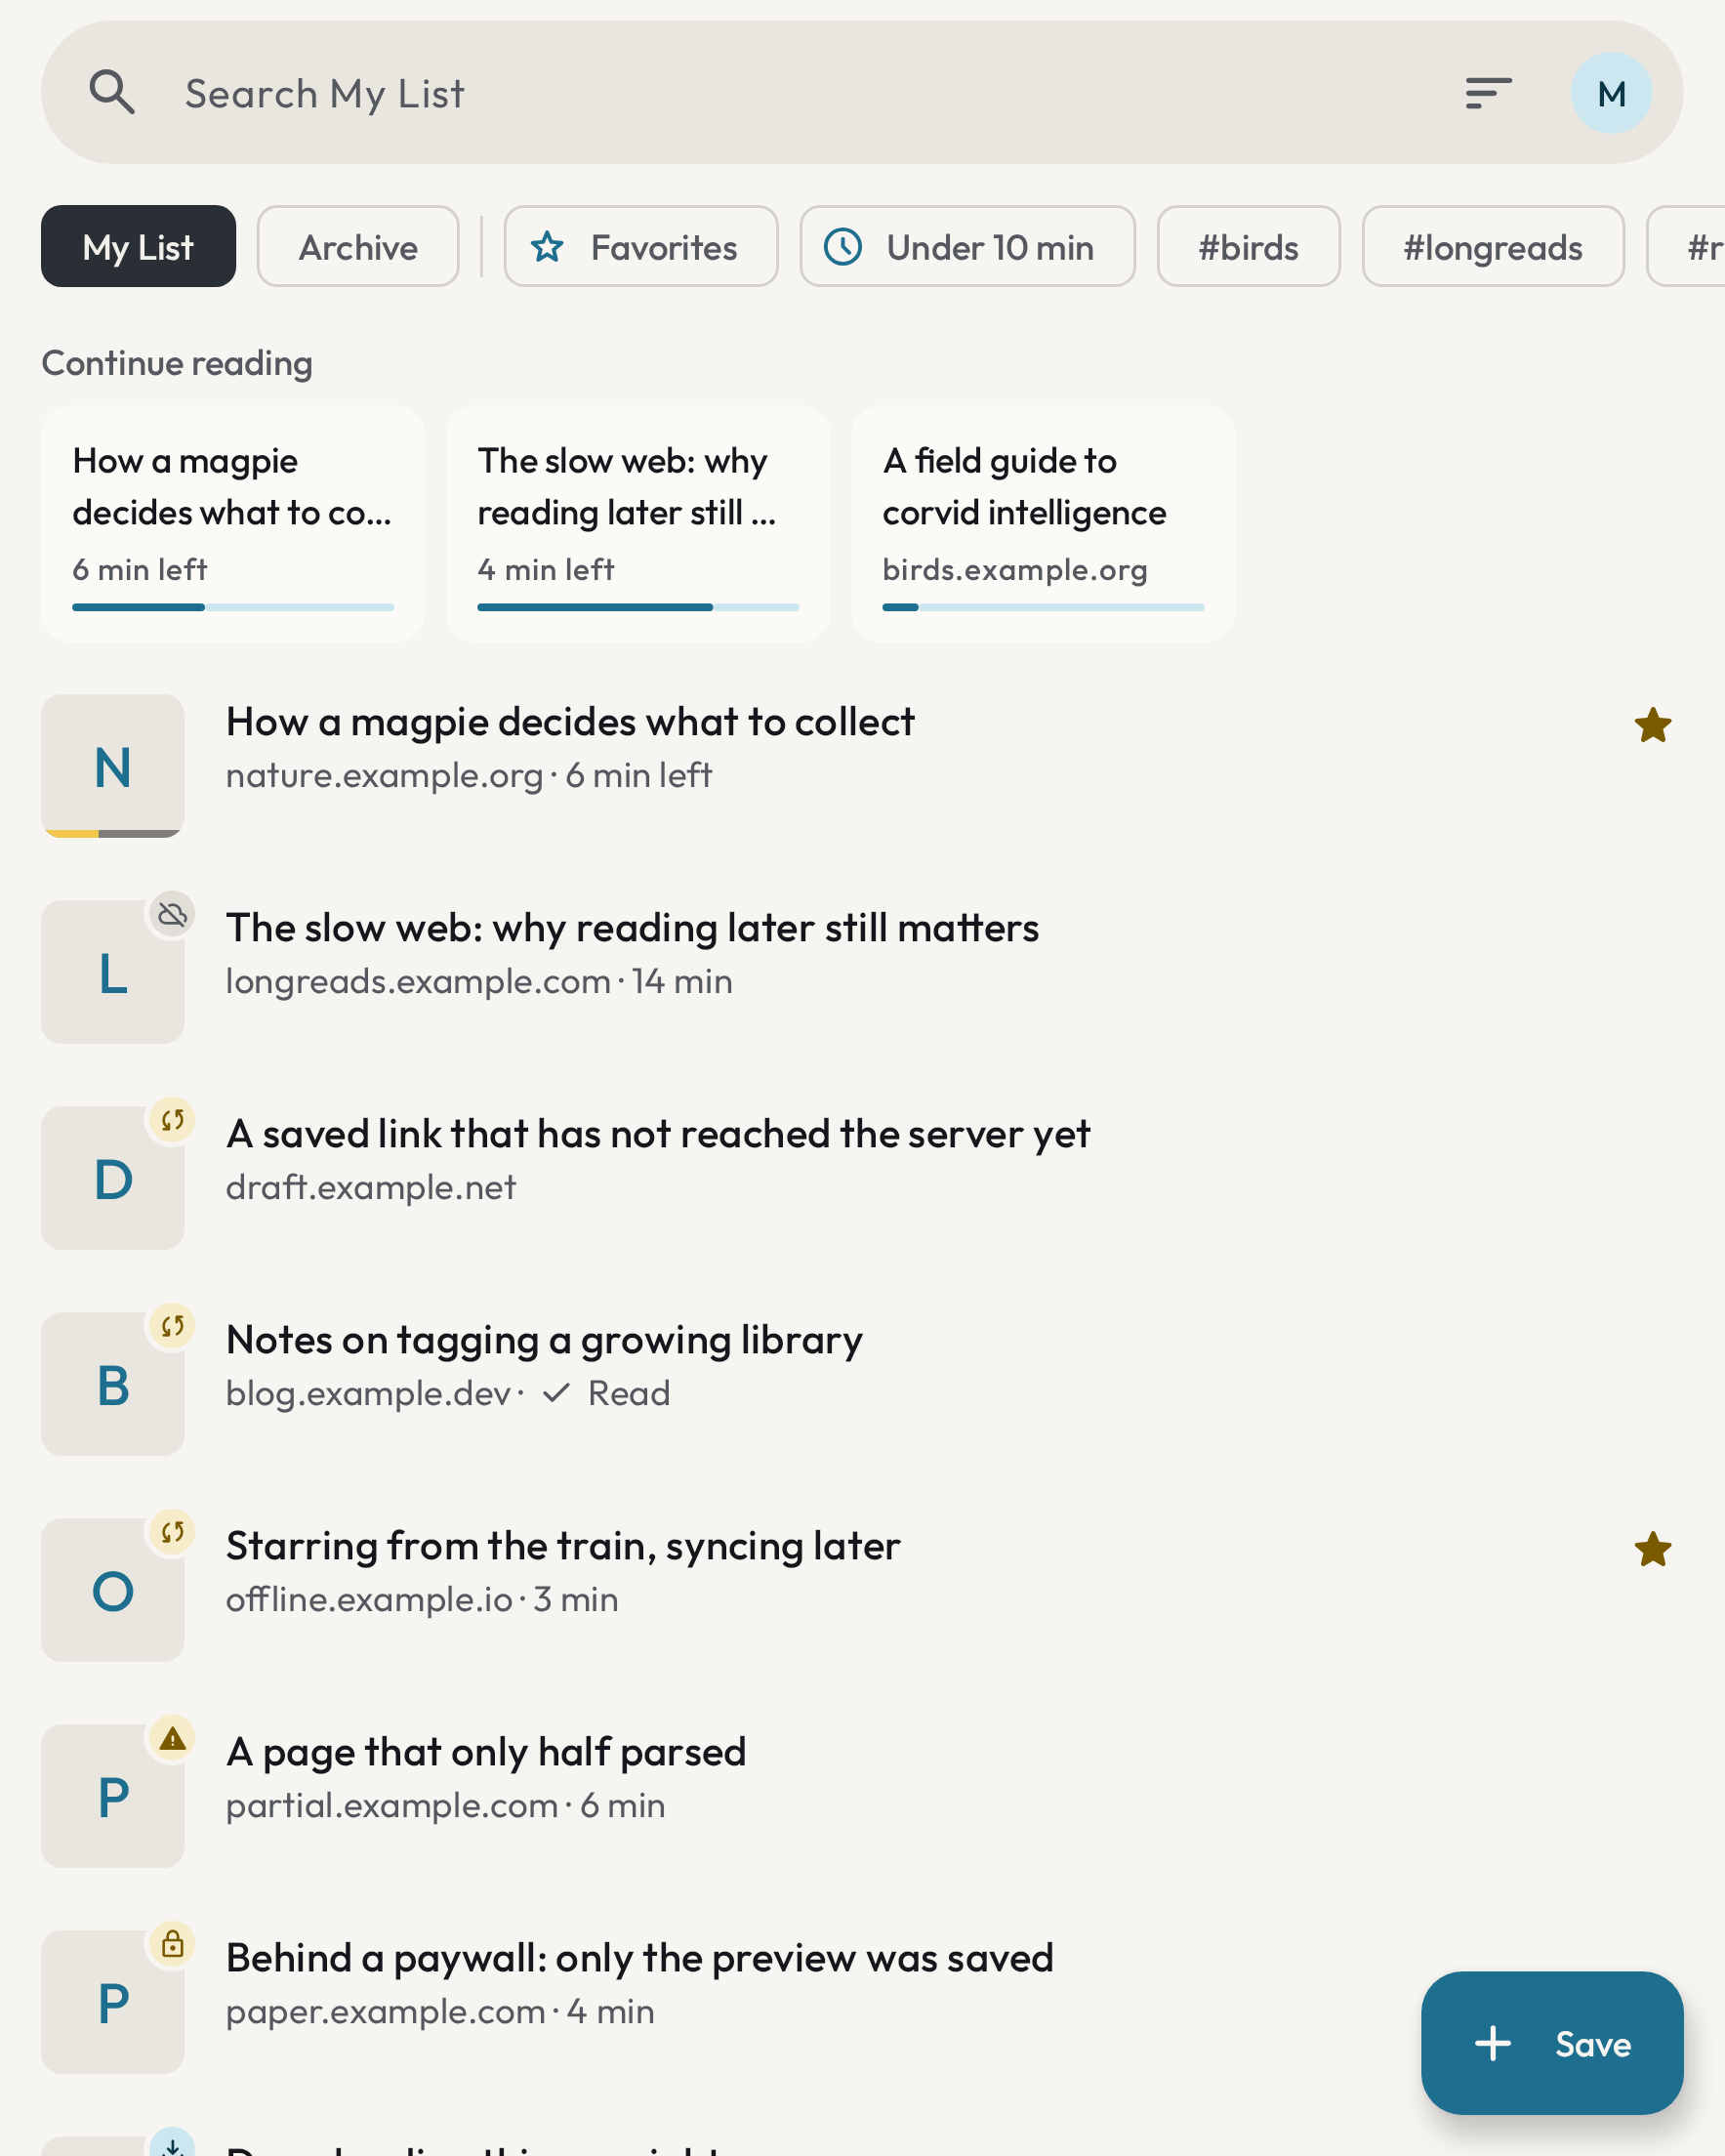 Search My List
M
My List
Archive
Favorites
Under 10 min
#birds
#longreads
#r
Continue reading
How a magpie
decides what to co...
6 min left
The slow web: why
reading later still ...
4 min left
A field guide to
corvid intelligence
birds.example.org
N
How a magpie decides what to collect
nature.example.org · 6 min left
L
The slow web: why reading later still matters
longreads.example.com · 14 min
D
A saved link that has not reached the server yet
draft.example.net
B
Notes on tagging a growing library
blog.example.dev · ✓ Read
O
Starring from the train, syncing later
offline.example.io · 3 min
P
A page that only half parsed
partial.example.com · 6 min
P
Behind a paywall: only the preview was saved
paper.example.com · 4 min
Save